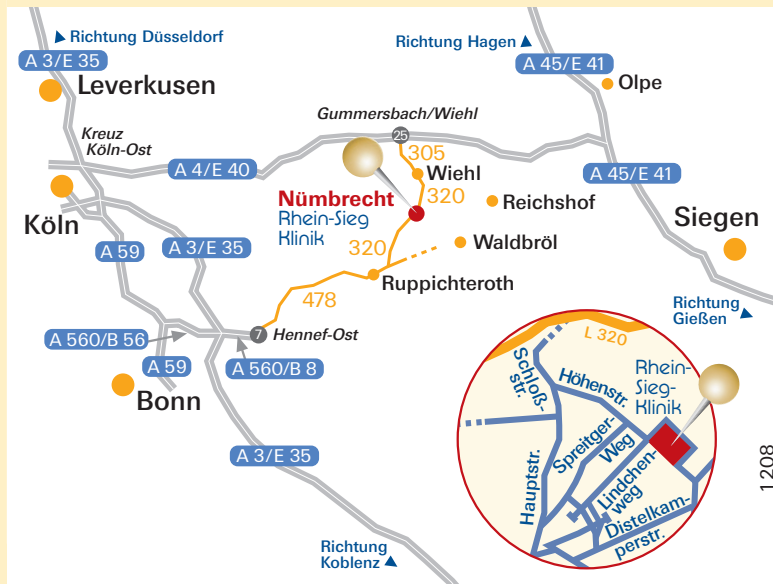 Richtung Düsseldorf
A 3/E 35
Leverkusen
Kreuz
Köln-Ost
A 4/E 40
Köln
A 59
A 3/E 35
A 560/B 56
A 59
A 560/B 8
Bonn
A 3/E 35
Richtung
Koblenz
Richtung Hagen
A 45/E 41
Olpe
Gummersbach/Wiehl
25
305
Wiehl
320
A 45/E 41
Nümbrecht
Rhein-Sieg
Klinik
Reichshof
Siegen
320
Waldbröl
Ruppichteroth
478
7
Hennef-Ost
Richtung
Gießen
L 320
Schloß-
str.
Höhenstr.
Rhein-
Sieg-
Klinik
Hauptstr.
Spreitger-
Weg
Lindchen-
weg
Distelkam-
perstr.
1208